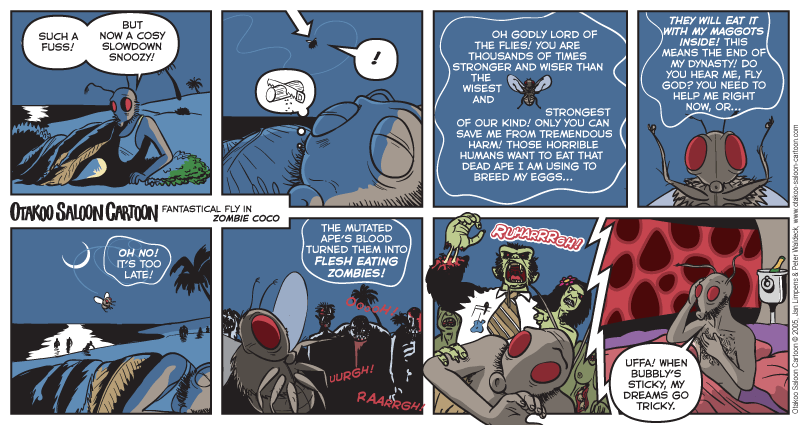 SUCH A
FUSS!
BUT
NOW A COSY
SLOWDOWN
SNOOZY!
!
OH GODLY LORD OF
THE FLIES! YOU ARE
THOUSANDS OF TIMES
STRONGER AND WISER THAN
THE
WISEST
AND
STRONGEST
OF OUR KIND! ONLY YOU CAN
SAVE ME FROM TREMENDOUS
HARM! THOSE HORRIBLE
HUMANS WANT TO EAT THAT
DEAD APE I AM USING TO
BREED MY EGGS...
THEY WILL EAT IT
WITH MY MAGGOTS
INSIDE! THIS
MEANS THE END OF
MY DYNASTY! DO
YOU HEAR ME, FLY
GOD? YOU NEED TO
HELP ME RIGHT
NOW, OR...
OTAKOO SALOON CARTOON
FANTASTICAL FLY IN
ZOMBIE COCO
OH NO!
IT'S TOO
LATE!
THE MUTATED
APE'S BLOOD
TURNED THEM INTO
FLESH EATING
ZOMBIES!
OOOOH!
UURGH!
RAARRGH!
RUHARRRGH!
6
UFFA! WHEN
BUBBLY'S
STICKY, MY
DREAMS GO
TRICKY.
Otakoo Saloon Cartoon © 2005, Jan Limpens & Peter Waldeck, www.otakoo-saloon-cartoon.com